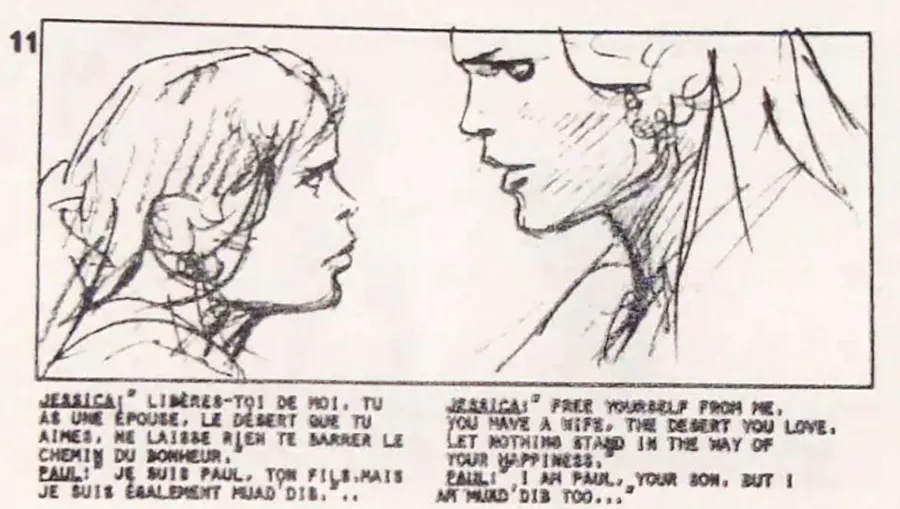 11
JESSICA:" LIBÈRES-TOI DE MOI. TU
AS UNE ÉPOUSE, LE DÉSERT QUE TU
AIMES, NE LAISSE RIEN TE BARRER LE
CHEMIN DU BONHEUR."
PAUL:" JE SUIS PAUL, TON FILS.MAIS
JE SUIS ÉGALEMENT MUAD'DIB."..
JESSICA:" FREE YOURSELF FROM ME.
YOU HAVE A WIFE, THE DESERT YOU LOVE.
LET NOTHING STAND IN THE WAY OF
YOUR HAPPINESS."
PAUL:" I AM PAUL, YOUR SON. BUT I
AM MUAD'DIB TOO..."